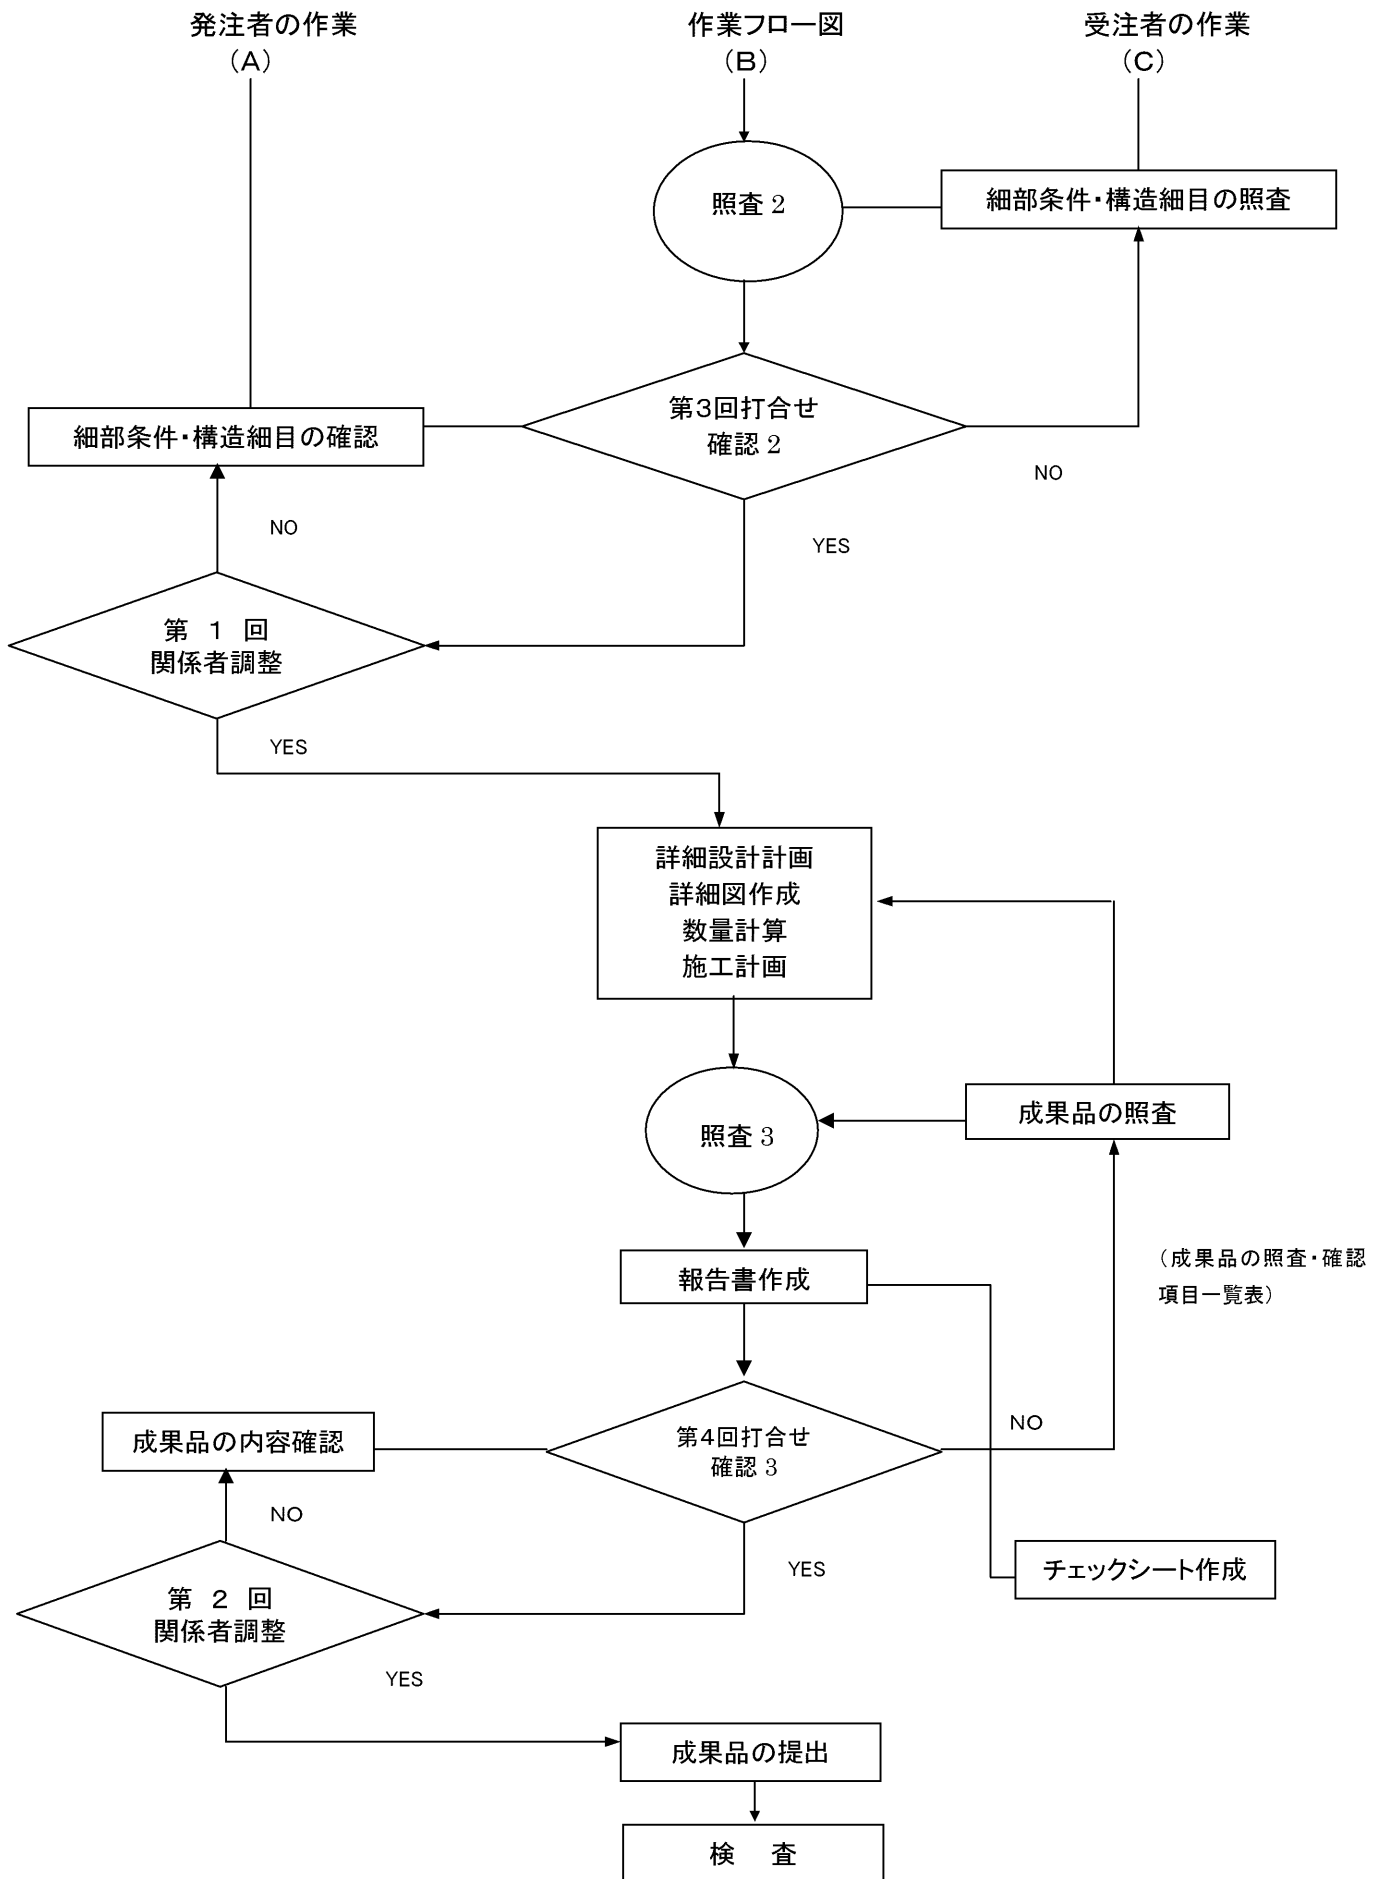 発注者の作業
（A）
作業フロー図
（B）
受注者の作業
（C）
照査２
細部条件・構造細目の照査
第３回打合せ
確認２
細部条件・構造細目の確認
NO
NO
YES
第　１　回
関係者調整
YES
詳細設計計画
詳細図作成
数量計算
施工計画
成果品の照査
照査３
（成果品の照査・確認
項目一覧表）
報告書作成
NO
第４回打合せ
確認３
成果品の内容確認
NO
YES
チェックシート作成
第　２　回
関係者調整
YES
成果品の提出
検　査